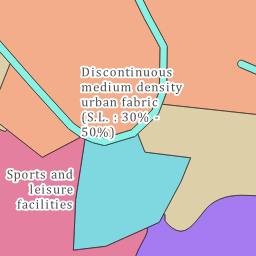 Discontinuous
medium density
urban fabric
(S.L. : 30% -
50%)
Sports and
leisure
facilities